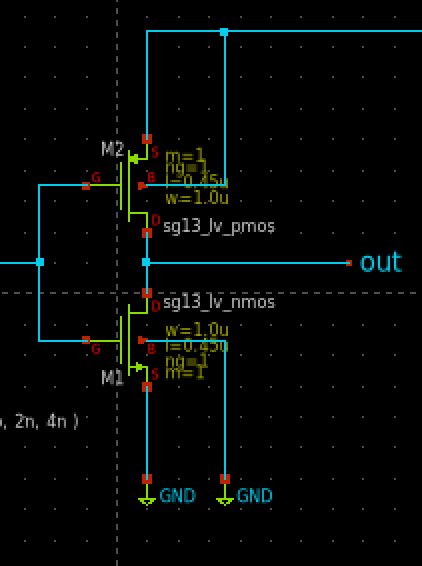 M2
S
m=1
ng=1
G
B
l=0.45u
w=1.0u
D
sg13_lv_pmos
out
D
sg13_lv_nmos
w=1.0u
G
B
l=0.45u
ng=1
M1
S
m=1
, 2n, 4n )
GND
GND